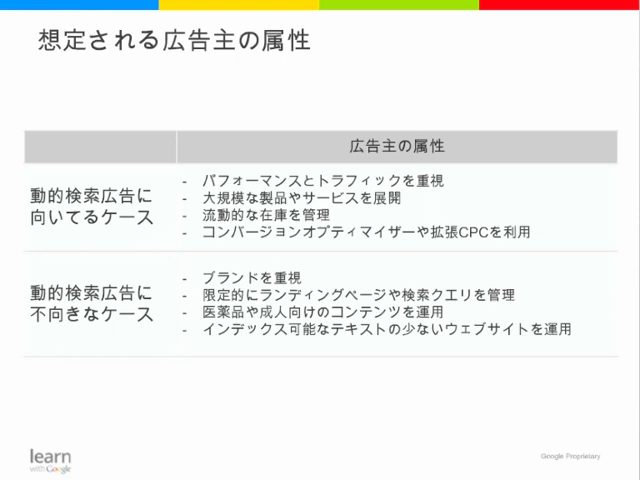 想定される広告主の属性
広告主の属性
動的検索広告に
向いてるケース
- パフォーマンスとトラフィックを重視
- 大規模な製品やサービスを展開
- 流動的な在庫を管理
- コンバージョンオプティマイザーや拡張CPCを利用
動的検索広告に
不向きなケース
- ブランドを重視
- 限定的にランディングページや検索クエリを管理
- 医薬品や成人向けのコンテンツを運用
- インデックス可能なテキストの少ないウェブサイトを運用
learn
with Google
Google Proprietary